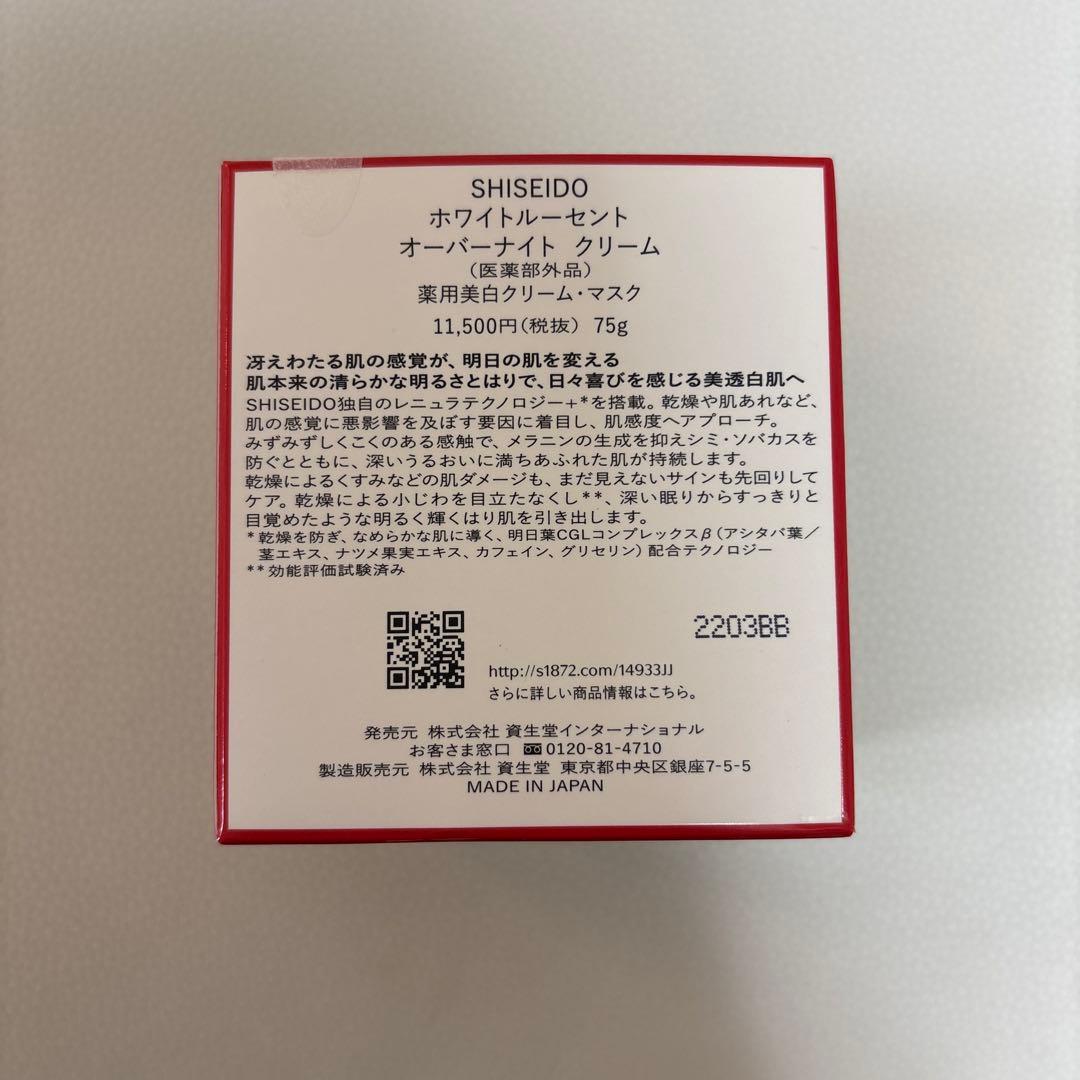 SHISEIDO
ホワイトルーセント
オーバーナイト クリーム
(医薬部外品)
薬用美白クリーム・マスク
11,500円(税抜) 75g
冴えわたる肌の感覚が、明日の肌を変える
肌本来の清らかな明るさとはりで、日々喜びを感じる美透白肌へ
SHISEIDO独自のレニュラテクノロジー+*を搭載。乾燥や肌あれなど、
肌の感覚に悪影響を及ぼす要因に着目し、肌感度へアプローチ。
みずみずしくこくのある感触で、メラニンの生成を抑えシミ・ソバカスを
防ぐとともに、深いうるおいに満ちあふれた肌が持続します。
乾燥によるくすみなどの肌ダメージも、まだ見えないサインも先回りして
ケア。乾燥による小じわを目立たなくし**、深い眠りからすっきりと
目覚めたような明るく輝くはり肌を引き出します。
*乾燥を防ぎ、なめらかな肌に導く、明日葉CGLコンプレックスβ(アシタバ葉/
茎エキス、ナツメ果実エキス、カフェイン、グリセリン)配合テクノロジー
**効能評価試験済み
2203BB
http://s1872.com/14933JJ
さらに詳しい商品情報はこちら。
発売元 株式会社 資生堂インターナショナル
お客さま窓口 0120-81-4710
製造販売元 株式会社 資生堂 東京都中央区銀座7-5-5
MADE IN JAPAN